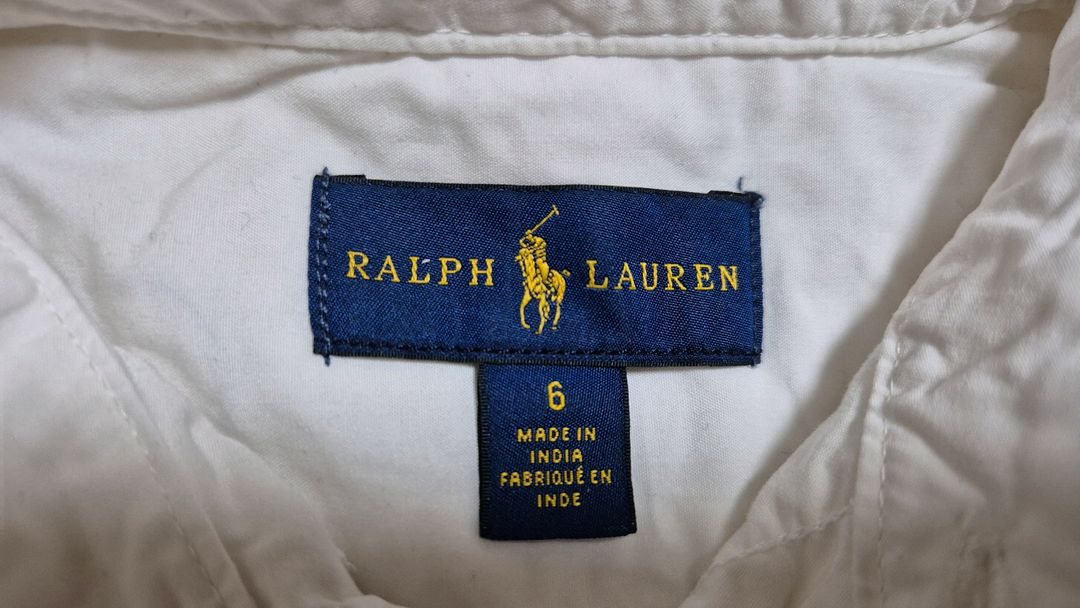 RALPH LAUREN
6
MADE IN
INDIA
FABRIQUÉ EN
INDE